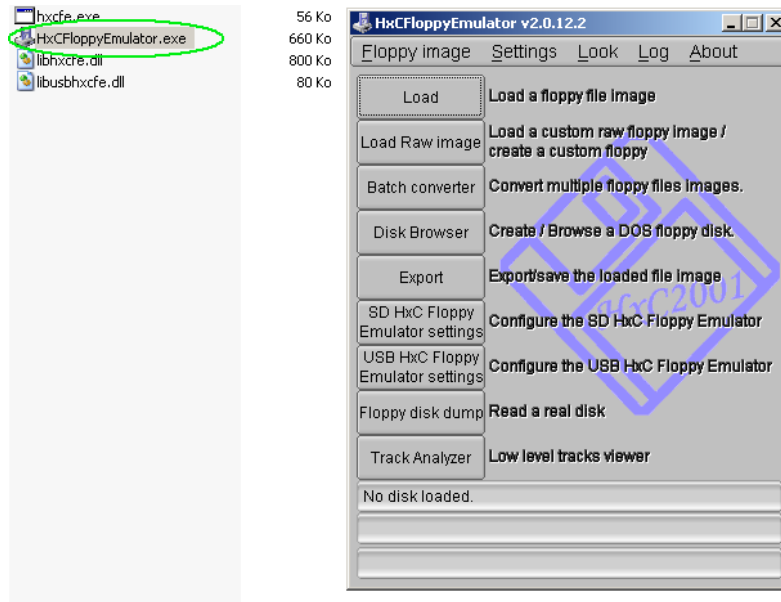 hxcfe.exe 56 Ko
HxCFloppyEmulator.exe 660 Ko
libhxcfe.dll 800 Ko
libusbhxcfe.dll 80 Ko
HxCFloppyEmulator v2.0.12.2
Floppy image Settings Look Log About
Load Load a floppy file image
Load Raw image Load a custom raw floppy image /
create a custom floppy
Batch converter Convert multiple floppy files images.
Disk Browser Create / Browse a DOS floppy disk.
Export Export/save the loaded file image
SD HxC Floppy
Emulator settings Configure the SD HxC Floppy Emulator
USB HxC Floppy
Emulator settings Configure the USB HxC Floppy Emulator
Floppy disk dump Read a real disk
Track Analyzer Low level tracks viewer
HxC2001
No disk loaded.